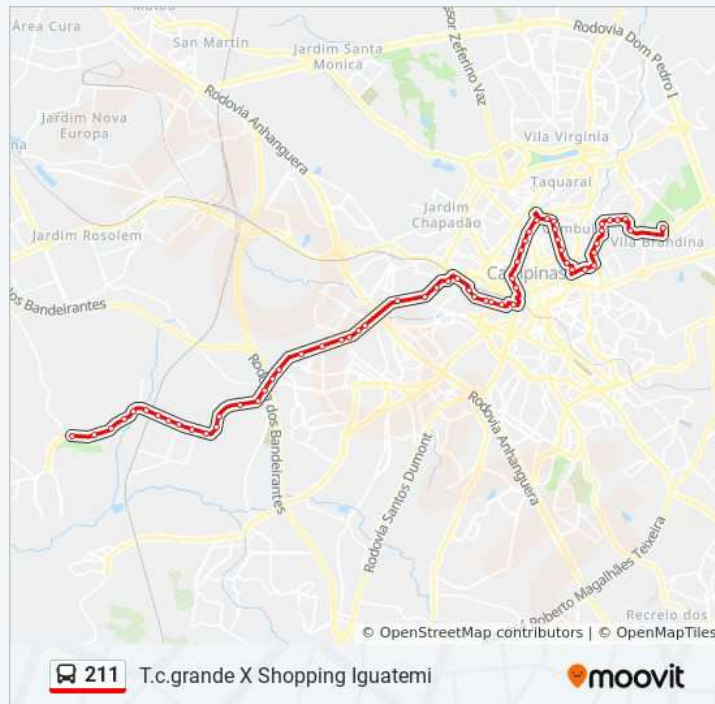 Área Cura
San Martin
Jardim Santa
Monica
Rodovia Dom Pedro I
Rodovia Anhanguera
Jardim Nova
Europa
Vila Virgínia
Taquaral
Jardim
Chapadão
Jardim Rosolem
Vila Brandina
Campinas
dos Bandeirantes
Rodovia dos Bandeirantes
Rodovia Anhanguera
Rodovia Santos Dumont
Roberto Magalhães Teixeira
Recreio dos
© OpenStreetMap contributors | © OpenMapTiles
211 T.c.grande X Shopping Iguatemi
moovit